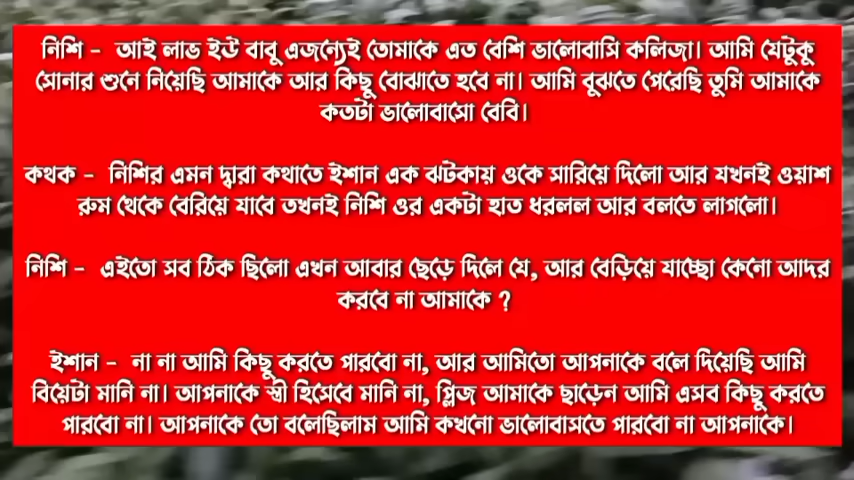 নিশি - আই লাভ ইউ বাবু এজন্যেই তোমাকে এত বেশি ভালোবাসি কলিজা। আমি যেটুকু
সোনার শুনে নিয়েছি আমাকে আর কিছু বোঝাতে হবে না। আমি বুঝতে পেরেছি তুমি আমাকে
কতটা ভালোবাসো বেবি।
কথক - নিশির এমন দ্বারা কথাতে ইশান এক ঝটকায় ওকে সারিয়ে দিলো আর যখনই ওয়াশ
রুম থেকে বেরিয়ে যাবে তখনই নিশি ওর একটা হাত ধরলল আর বলতে লাগলো।
নিশি - এইতো সব ঠিক ছিলো এখন আবার ছেড়ে দিলে যে, আর বেড়িয়ে যাচ্ছো কেনো আদর
করবে না আমাকে ?
ইশান - না না আমি কিছু করতে পারবো না, আর আমিতো আপনাকে বলে দিয়েছি আমি
বিয়েটা মানি না। আপনাকে স্ত্রী হিসেবে মানি না, প্লিজ আমাকে ছাড়েন আমি এসব কিছু করতে
পারবো না। আপনাকে তো বলেছিলাম আমি কখনো ভালোবাসতে পারবো না আপনাকে।